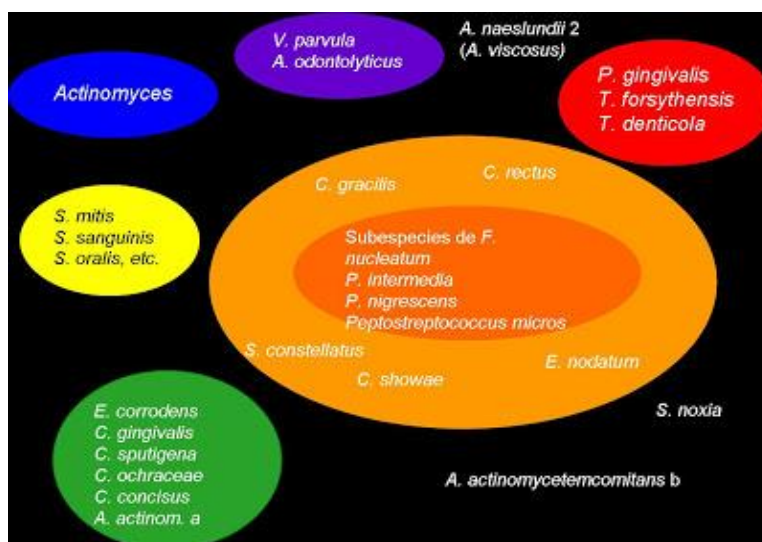 V. parvula
A. odontolyticus
A. naeslundii 2
(A. viscosus)
Actinomyces
P. gingivalis
T. forsythensis
T. denticola
C. gracilis
C. rectus
S. mitis
S. sanguinis
S. oralis, etc.
Subespecies de F.
nucleatum
P. intermedia
P. nigrescens
Peptostreptococcus micros
S. constellatus
E. nodatum
C. showae
E. corrodens
C. gingivalis
C. sputigena
C. ochraceae
C. concisus
A. actinom. a
S. noxia
A. actinomycetemcomitans b